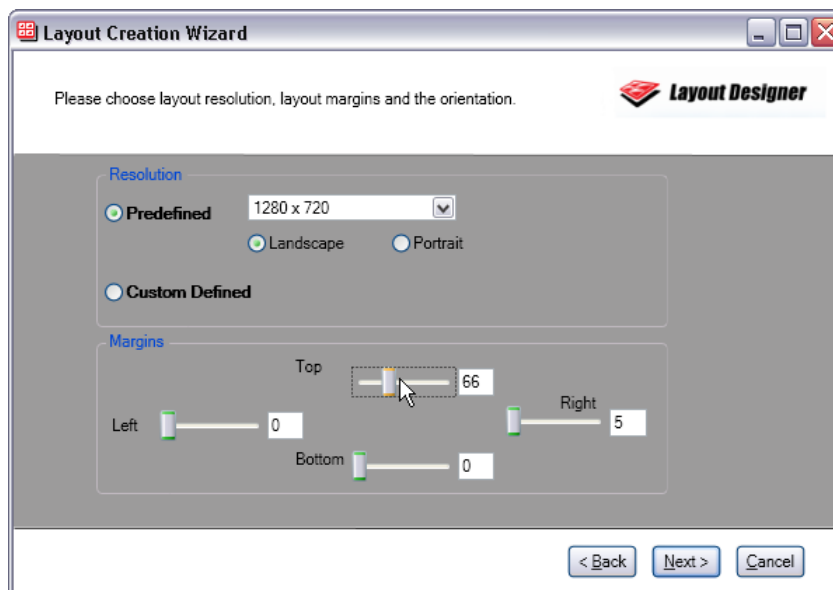 Layout Creation Wizard
Please choose layout resolution, layout margins and the orientation.
Layout Designer
Resolution
Predefined
1280 x 720
Landscape
Portrait
Custom Defined
Margins
Top
66
Right
Left
0
5
Bottom
0
< Back
Next >
Cancel